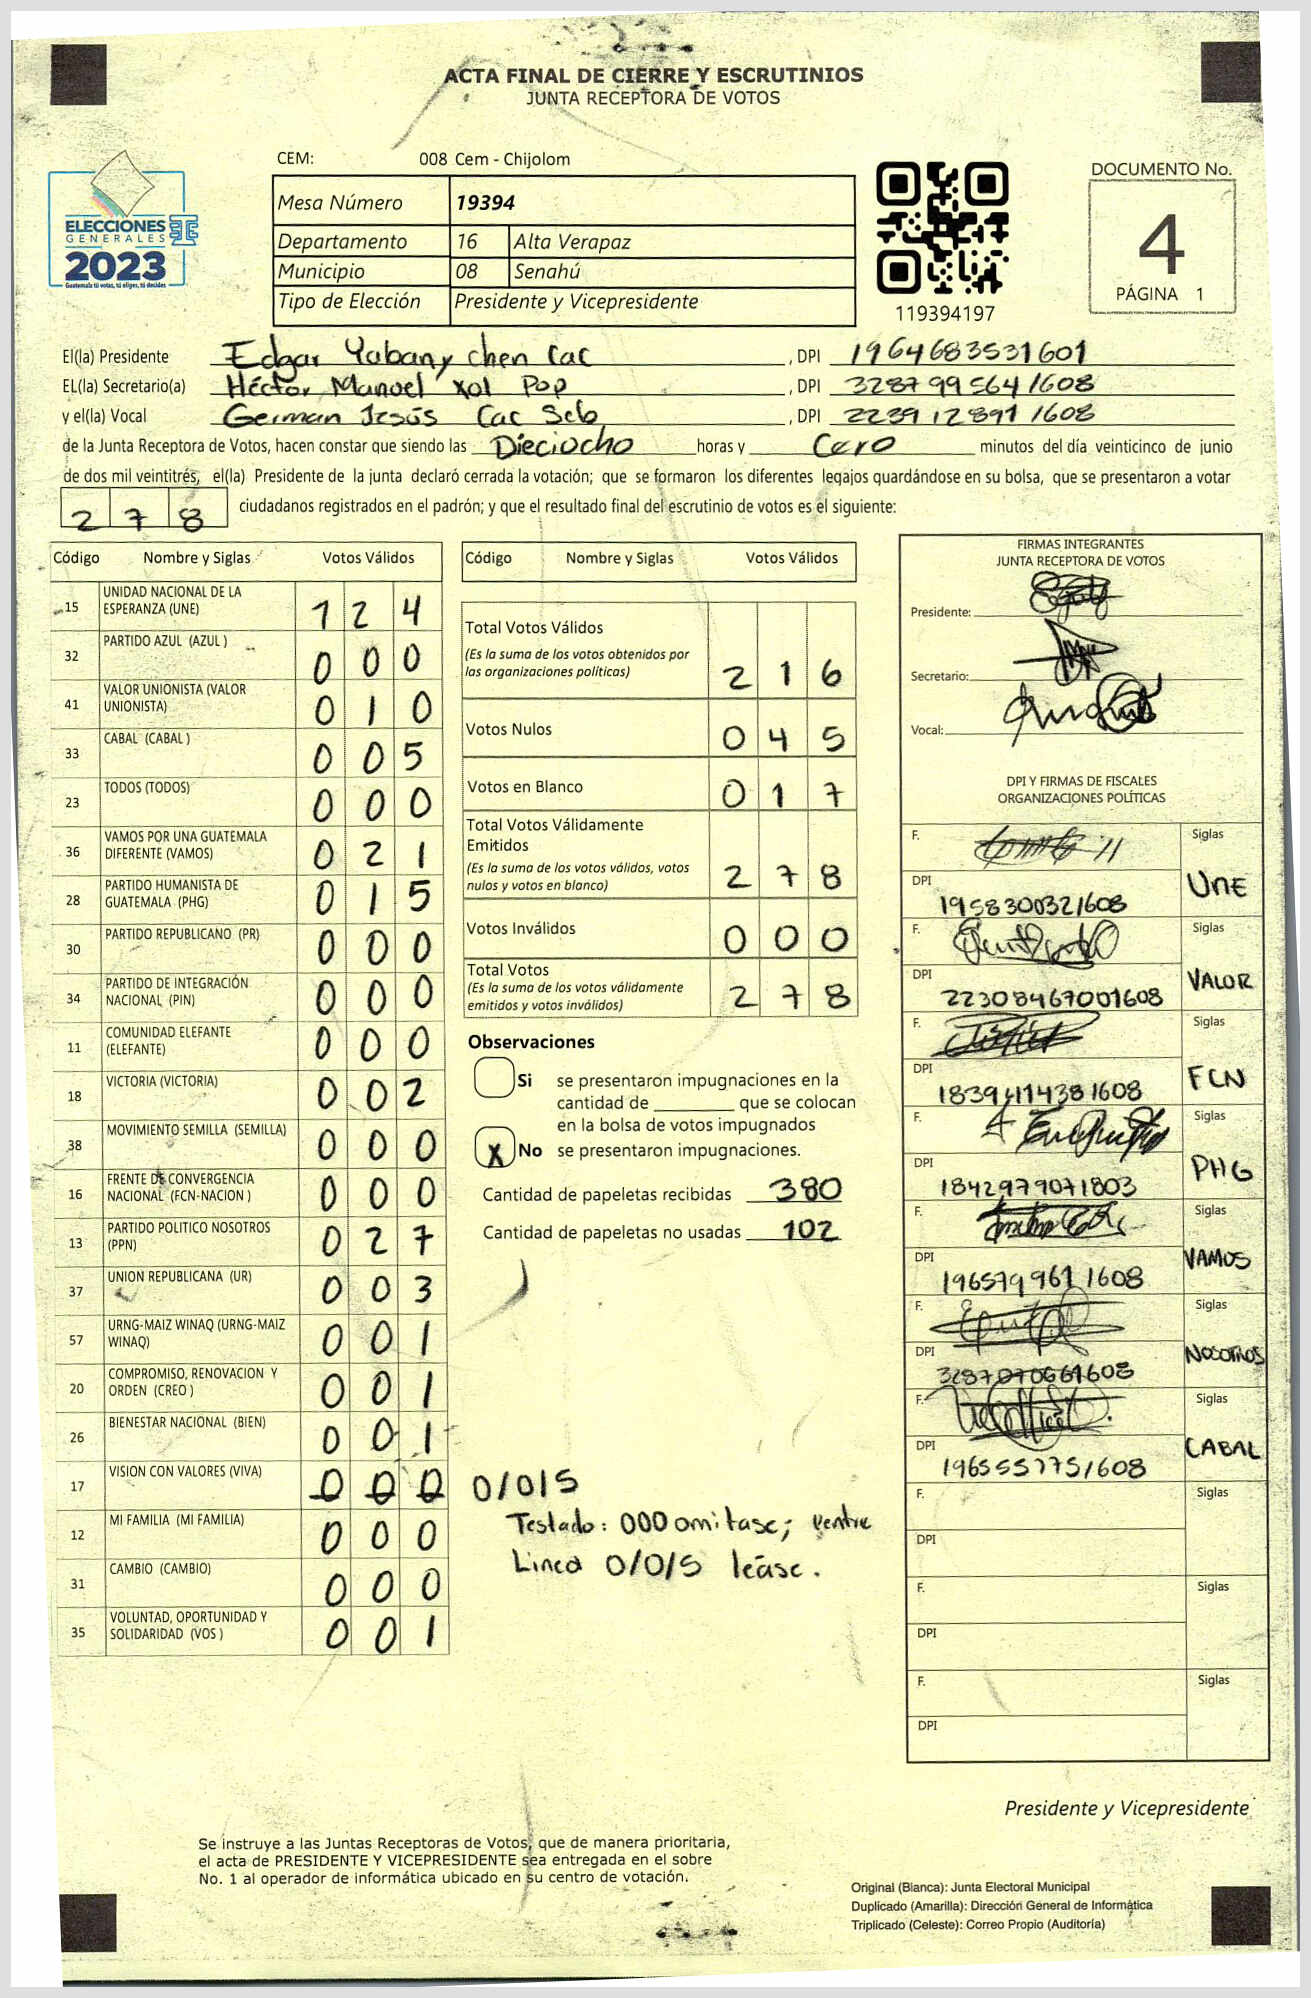 ACTA FINAL DE CIERRE Y ESCRUTINIOS
JUNTA RECEPTORA DE VOTOS
CEM: 008 Cem - Chijolom
ELECCIONES
GENERALES
2023
Guatemala tú votas, tú eliges, tú decides
Mesa Número 19394
Departamento 16 Alta Verapaz
Municipio 08 Senahú
Tipo de Elección Presidente y Vicepresidente
119394197
DOCUMENTO No.
4
PÁGINA 1
El(la) Presidente Edgar Yabany chen Cac , DPI 1964683531601
EL(la) Secretario(a) Héctor Manuel Xol Pop , DPI 3287995641608
y el(la) Vocal German Jesús Cac , DPI 2239128911608
de la Junta Receptora de Votos, hacen constar que siendo las Dieciocho horas y Cero minutos del día veinticinco de junio
de dos mil veintitrés, el(la) Presidente de la junta declaró cerrada la votación; que se formaron los diferentes legajos guardándose en su bolsa, que se presentaron a votar
278 ciudadanos registrados en el padrón; y que el resultado final del escrutinio de votos es el siguiente:
Código Nombre y Siglas Votos Válidos
15 UNIDAD NACIONAL DE LA ESPERANZA (UNE) 1 2 4
32 PARTIDO AZUL (AZUL ) 0 0 0
41 VALOR UNIONISTA (VALOR UNIONISTA) 0 1 0
33 CABAL (CABAL ) 0 0 5
23 TODOS (TODOS) 0 0 0
36 VAMOS POR UNA GUATEMALA DIFERENTE (VAMOS) 0 2 1
28 PARTIDO HUMANISTA DE GUATEMALA (PHG) 0 1 5
30 PARTIDO REPUBLICANO (PR) 0 0 0
34 PARTIDO DE INTEGRACIÓN NACIONAL (PIN) 0 0 0
11 COMUNIDAD ELEFANTE (ELEFANTE) 0 0 0
18 VICTORIA (VICTORIA) 0 0 2
38 MOVIMIENTO SEMILLA (SEMILLA) 0 0 0
16 FRENTE DE CONVERGENCIA NACIONAL (FCN-NACION ) 0 0 0
13 PARTIDO POLITICO NOSOTROS (PPN) 0 2 7
37 UNION REPUBLICANA (UR) 0 0 3
57 URNG-MAIZ WINAQ (URNG-MAIZ WINAQ) 0 0 1
20 COMPROMISO, RENOVACION Y ORDEN (CREO ) 0 0 1
26 BIENESTAR NACIONAL (BIEN) 0 0 1
17 VISION CON VALORES (VIVA) 0 0 0 0/0/5
12 MI FAMILIA (MI FAMILIA) 0 0 0
31 CAMBIO (CAMBIO) 0 0 0
35 VOLUNTAD, OPORTUNIDAD Y SOLIDARIDAD (VOS ) 0 0 1
Código Nombre y Siglas Votos Válidos
Total Votos Válidos
(Es la suma de los votos obtenidos por
las organizaciones políticas) 2 1 6
Votos Nulos 0 4 5
Votos en Blanco 0 1 7
Total Votos Válidamente
Emitidos
(Es la suma de los votos válidos, votos
nulos y votos en blanco) 2 7 8
Votos Inválidos 0 0 0
Total Votos
(Es la suma de los votos válidamente
emitidos y votos inválidos) 2 7 8
Observaciones
Si se presentaron impugnaciones en la
cantidad de ________ que se colocan
en la bolsa de votos impugnados
X No se presentaron impugnaciones.
Cantidad de papeletas recibidas 380
Cantidad de papeletas no usadas 102
Testado: 000 omitase; entre
Linea 0/0/5 léase.
FIRMAS INTEGRANTES
JUNTA RECEPTORA DE VOTOS
Presidente:
Secretario:
Vocal:
DPI Y FIRMAS DE FISCALES
ORGANIZACIONES POLÍTICAS
F. Siglas
DPI 1958300321608 UNE
F. Siglas
DPI 22308467001608 VALOR
F. Siglas
DPI 1839414381608 FCN
F. Siglas
DPI 1842979071803 PHG
F. Siglas
DPI 1965799611608 VAMOS
F. Siglas
DPI 3287070661608 NOSOTROS
F. Siglas
DPI 1965557751608 CABAL
F. Siglas
DPI
F. Siglas
DPI
F. Siglas
DPI
Presidente y Vicepresidente
Se instruye a las Juntas Receptoras de Votos, que de manera prioritaria,
el acta de PRESIDENTE Y VICEPRESIDENTE sea entregada en el sobre
No. 1 al operador de informática ubicado en su centro de votación.
Original (Blanca): Junta Electoral Municipal
Duplicado (Amarilla): Dirección General de Informática
Triplicado (Celeste): Correo Propio (Auditoría)